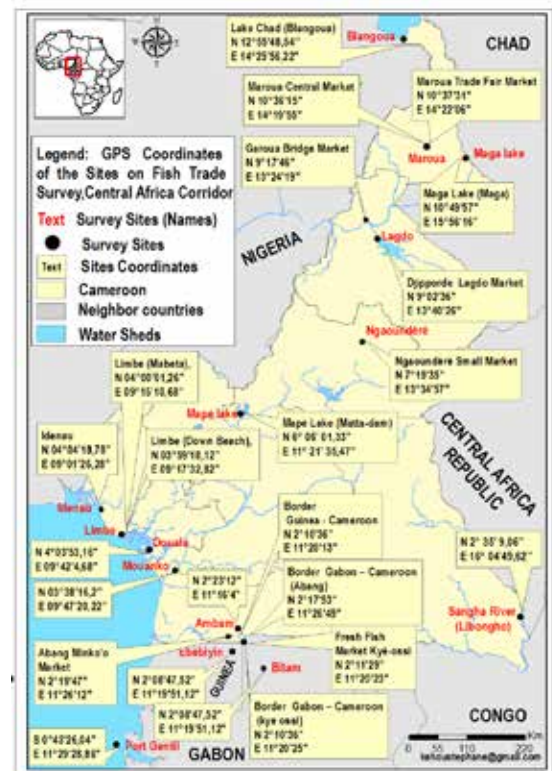 Lake Chad (Blangoua)
N 12°55'48,54"
E 14°25'56,22"
Blangoua
CHAD
Maroua Central Market
N 10°36'15"
E 14°19'55"
Maroua Trade Fair Market
N 10°37'31"
E 14°22'06"
Garoua Bridge Market
N 9°17'46"
E 13°24'19"
Maroua
Maga lake
Legend: GPS Coordinates
of the Sites on Fish Trade
Survey,Central Africa Corridor
Text Survey Sites (Names)
Survey Sites
Text Sites Coordinates
Cameroon
Neighbor countries
Water Sheds
Maga Lake (Maga)
N 10°49'57"
E 15°56'16"
NIGERIA
Lagdo
Djipporde Lagdo Market
N 9°02'36"
E 13°40'26"
Ngaoundere
Ngaoundere Small Market
N 7°19'35"
E 13°34'57"
Limbe (Mabeta),
N 04°00'01,26"
E 09°15'10,68"
Mape lake
Mape Lake (Matta-dam)
N 6° 06' 01,33"
E 11° 21' 35,47"
CENTRAL AFRICA
REPUBLIC
Idenau
N 04°04'19,79"
E 09°01'26,28"
Limbe (Down Beach),
N 03°59'10,12"
E 09°17'32,82"
Limbe
Douala
Border
Guinea - Cameroon
N 2°10'36"
E 11°20'13"
N 2° 35' 9,06"
E 16° 04'49,62"
N 4°03'53,16"
E 09°42'4,68"
Mouanko
N 03°38'16,2"
E 09°47'20,22"
N 2°23'12"
E 11°16'4"
Border Gabon – Cameroon
(Abang)
N 2°17'53"
E 11°26'49"
Sangha River
(Libongho)
Ambam
Abang Minko'o
Market
N 2°19'47"
E 11°26'12"
Fresh Fish
Market Kyé-ossi
N 2°11'29"
E 11°20'23"
ebebiyin
GUINEA
Bitam
N 2°08'47,52"
E 11°19'51,12"
N 2°08'47,52"
E 11°19'51,12"
Border Gabon – Cameroon
(kye ossi)
N 2°10'36"
E 11°20'25"
CONGO
S 0°43'26,04"
E 11°29'28,86"
Port Gentil
GABON
0 40 80 160 220 Km
kenoustephane@gmail.com